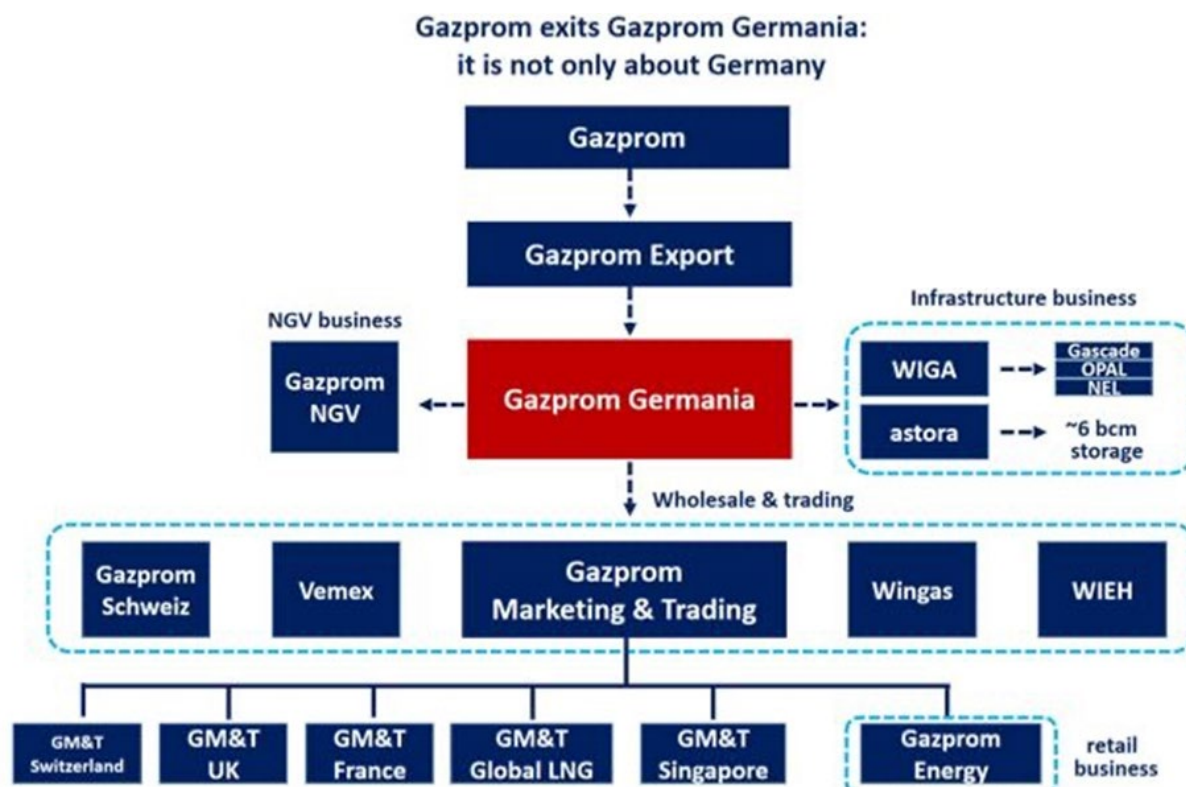 Gazprom exits Gazprom Germania:
it is not only about Germany
Gazprom
Gazprom Export
NGV business
Infrastructure business
Gazprom
NGV
Gazprom Germania
WIGA
Gascade
OPAL
NEL
astora
~6 bcm
storage
Wholesale & trading
Gazprom
Schweiz
Vemex
Gazprom
Marketing & Trading
Wingas
WIEH
GM&T
Switzerland
GM&T
UK
GM&T
France
GM&T
Global LNG
GM&T
Singapore
Gazprom
Energy
retail
business